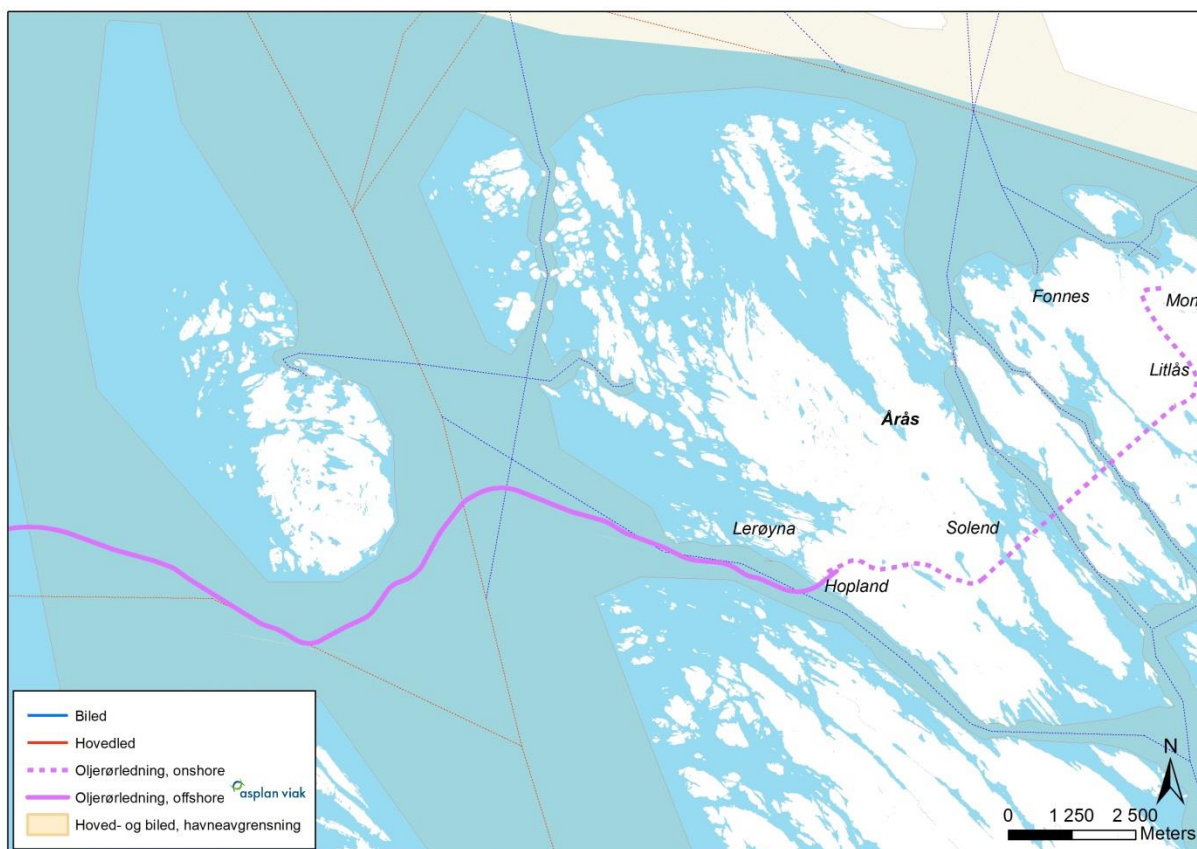 Fonnes
Mon
Litlås
Årås
Lerøyna
Solend
Hopland
Biled
Hovedled
Oljerørledning, onshore
Oljerørledning, offshore
asplan viak
Hoved- og biled, havneavgrensning
N
0 1 250 2 500
Meters